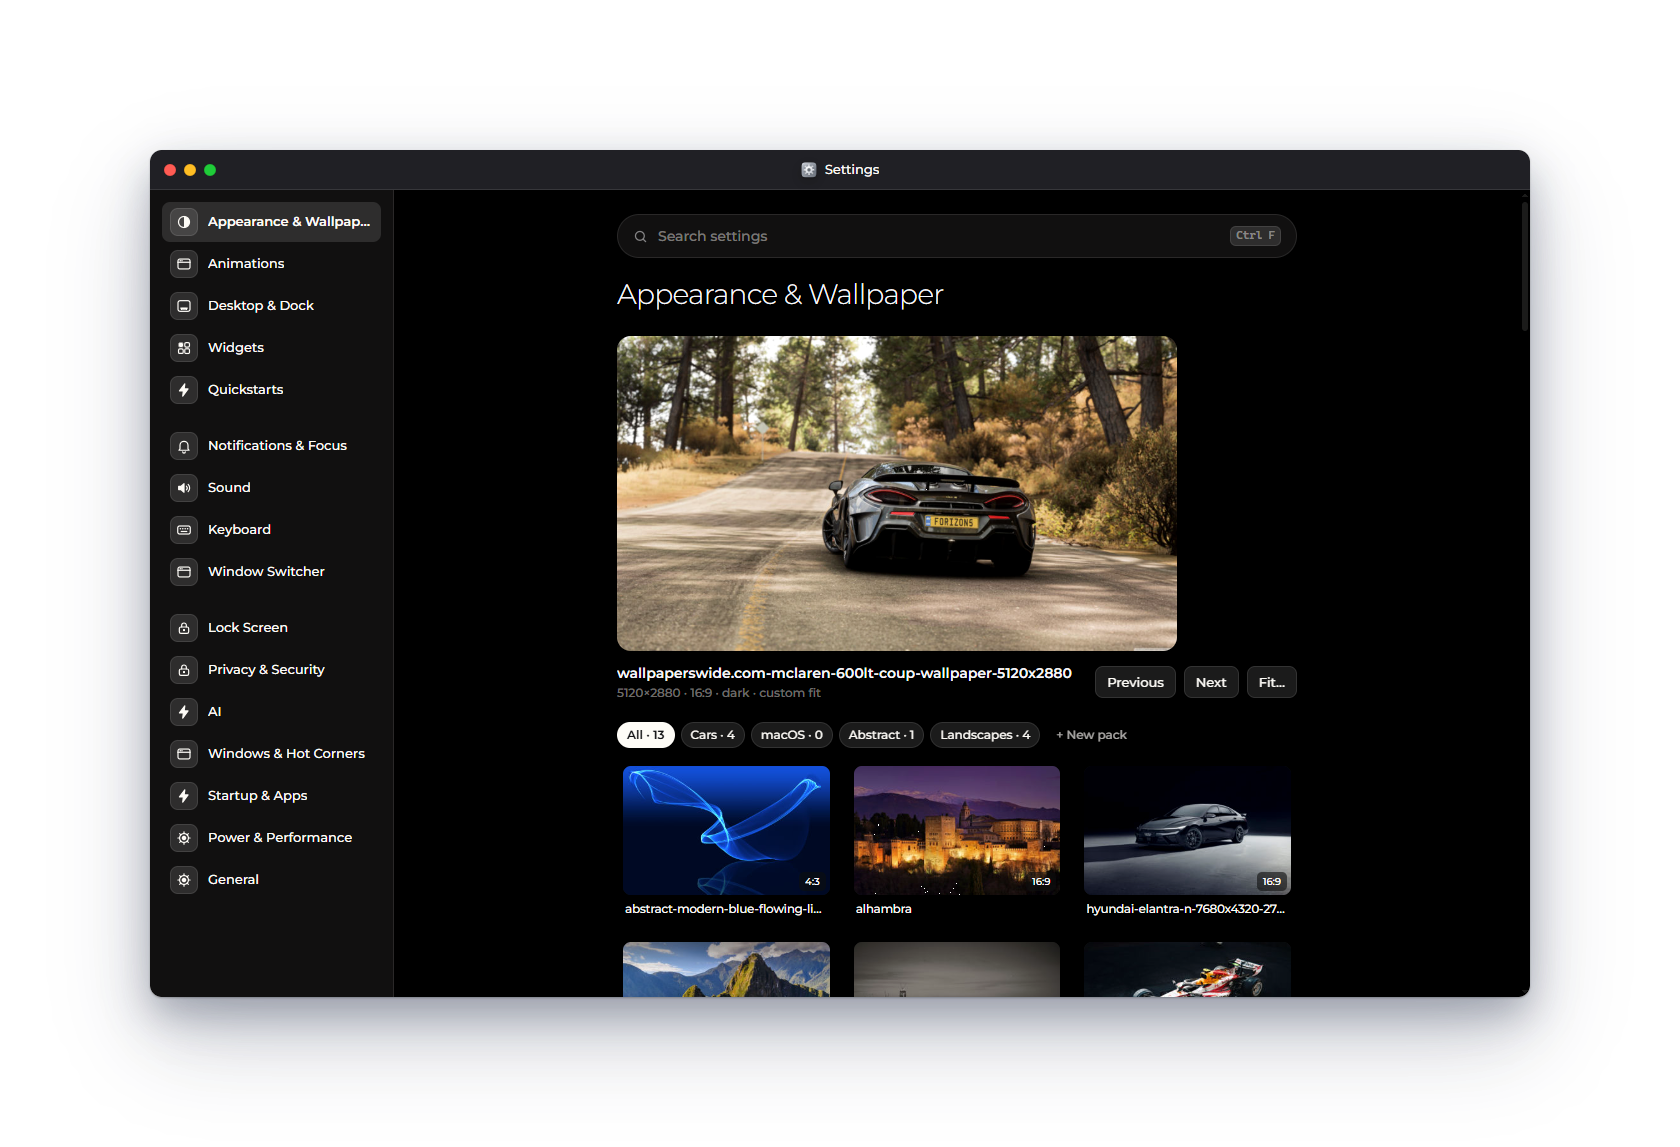 Settings
Appearance & Wallpap...
Animations
Desktop & Dock
Widgets
Quickstarts
Notifications & Focus
Sound
Keyboard
Window Switcher
Lock Screen
Privacy & Security
AI
Windows & Hot Corners
Startup & Apps
Power & Performance
General
Search settings
Ctrl F
Appearance & Wallpaper
FORIZONS
wallpaperswide.com-mclaren-600lt-coup-wallpaper-5120x2880
5120×2880 · 16:9 · dark · custom fit
Previous
Next
Fit...
All · 13
Cars · 4
macOS · 0
Abstract · 1
Landscapes · 4
+ New pack
4:3
16:9
16:9
abstract-modern-blue-flowing-li...
alhambra
hyundai-elantra-n-7680x4320-27...